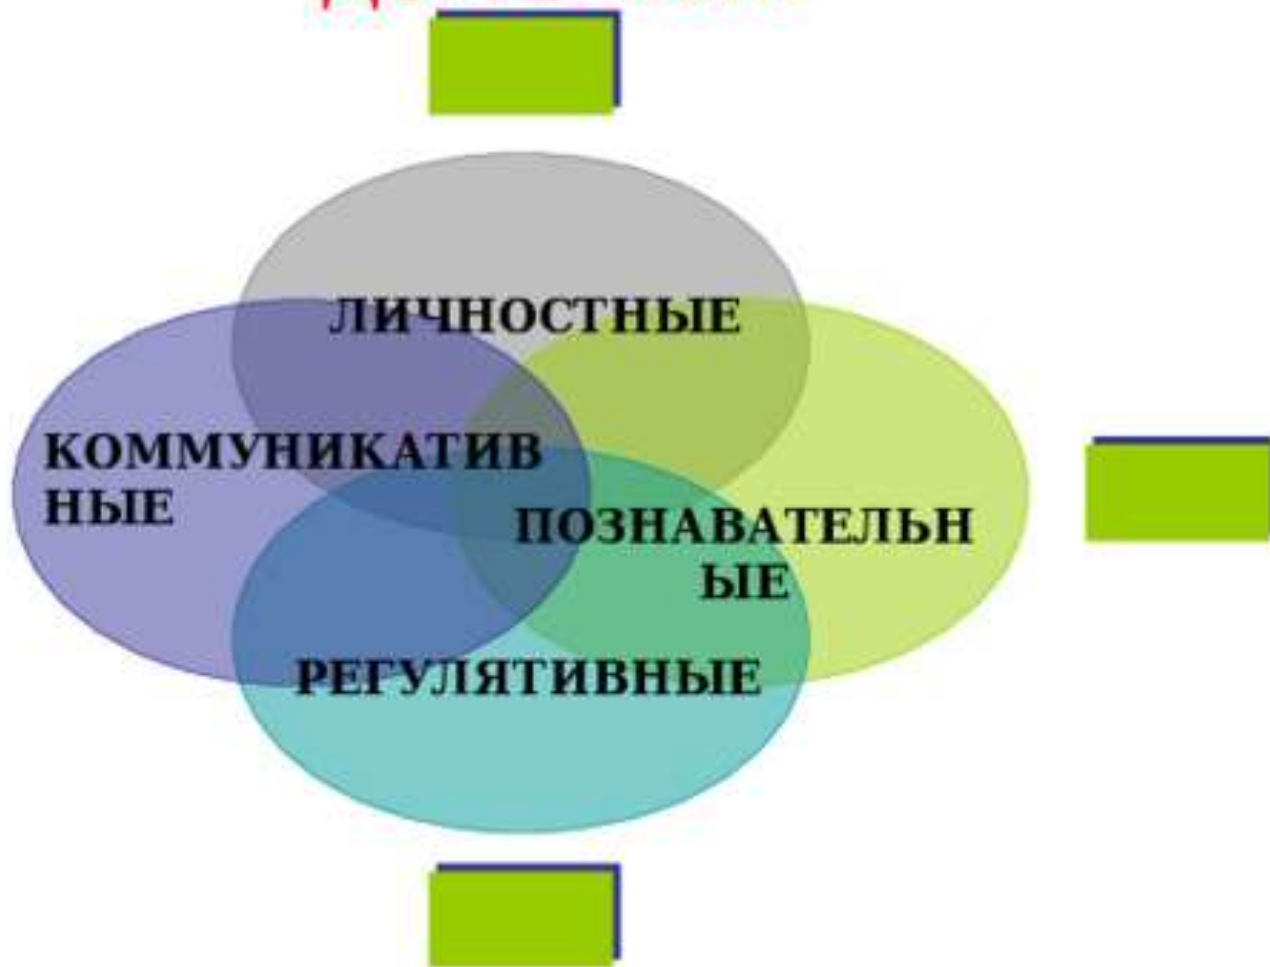 ЛИЧНОСТНЫЕ
КОММУНИКАТИВ
НЫЕ
ПОЗНАВАТЕЛЬН
ЫЕ
РЕГУЛЯТИВНЫЕ